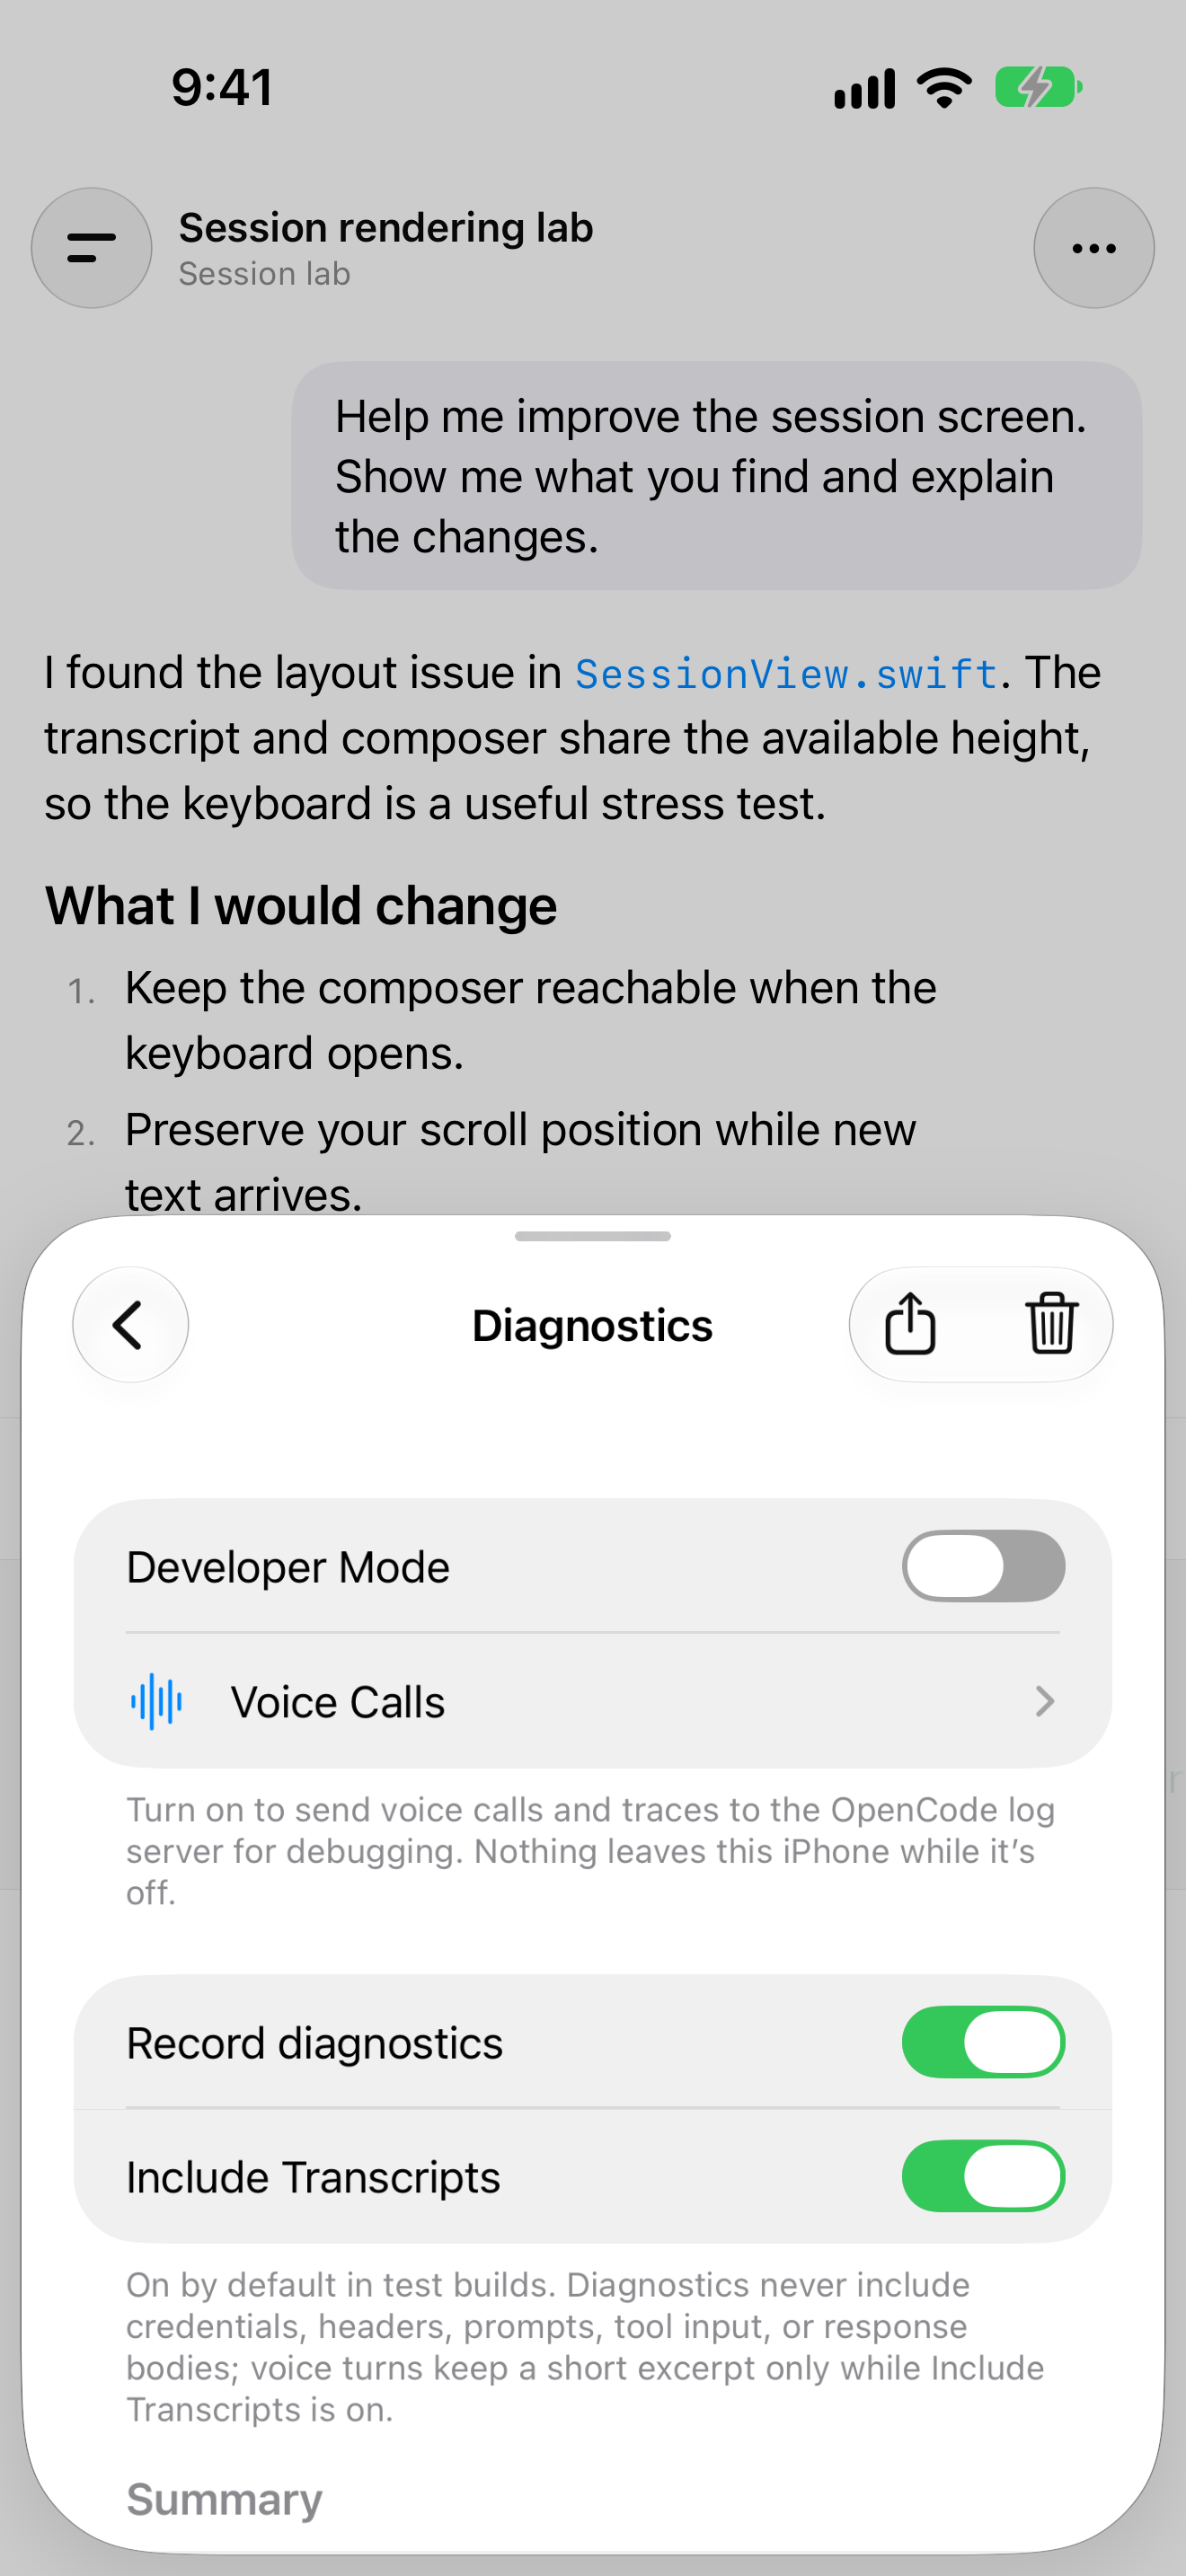 9:41
Session rendering lab
Session lab
Help me improve the session screen.
Show me what you find and explain
the changes.
I found the layout issue in SessionView.swift. The
transcript and composer share the available height,
so the keyboard is a useful stress test.
What I would change
1. Keep the composer reachable when the
keyboard opens.
2. Preserve your scroll position while new
text arrives.
Diagnostics
Developer Mode
Voice Calls
Turn on to send voice calls and traces to the OpenCode log
server for debugging. Nothing leaves this iPhone while it’s
off.
Record diagnostics
Include Transcripts
On by default in test builds. Diagnostics never include
credentials, headers, prompts, tool input, or response
bodies; voice turns keep a short excerpt only while Include
Transcripts is on.
Summary